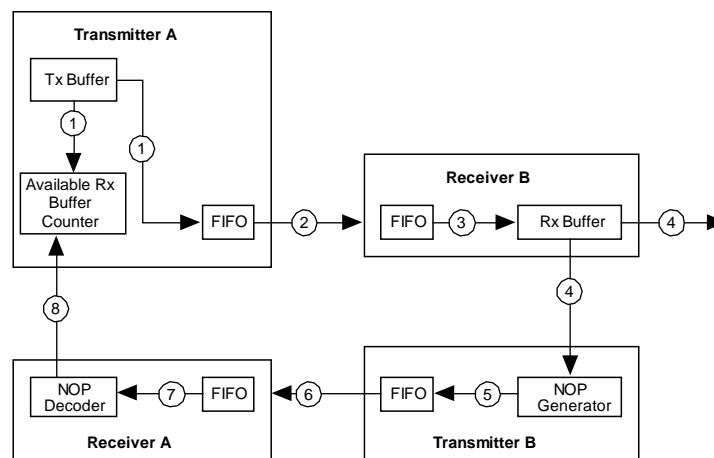 Transmitter A
Tx Buffer
1
1
Available Rx
Buffer
Counter
FIFO
2
Receiver B
FIFO
3
Rx Buffer
4
4
8
NOP
Decoder
7
FIFO
6
FIFO
5
NOP
Generator
Receiver A
Transmitter B